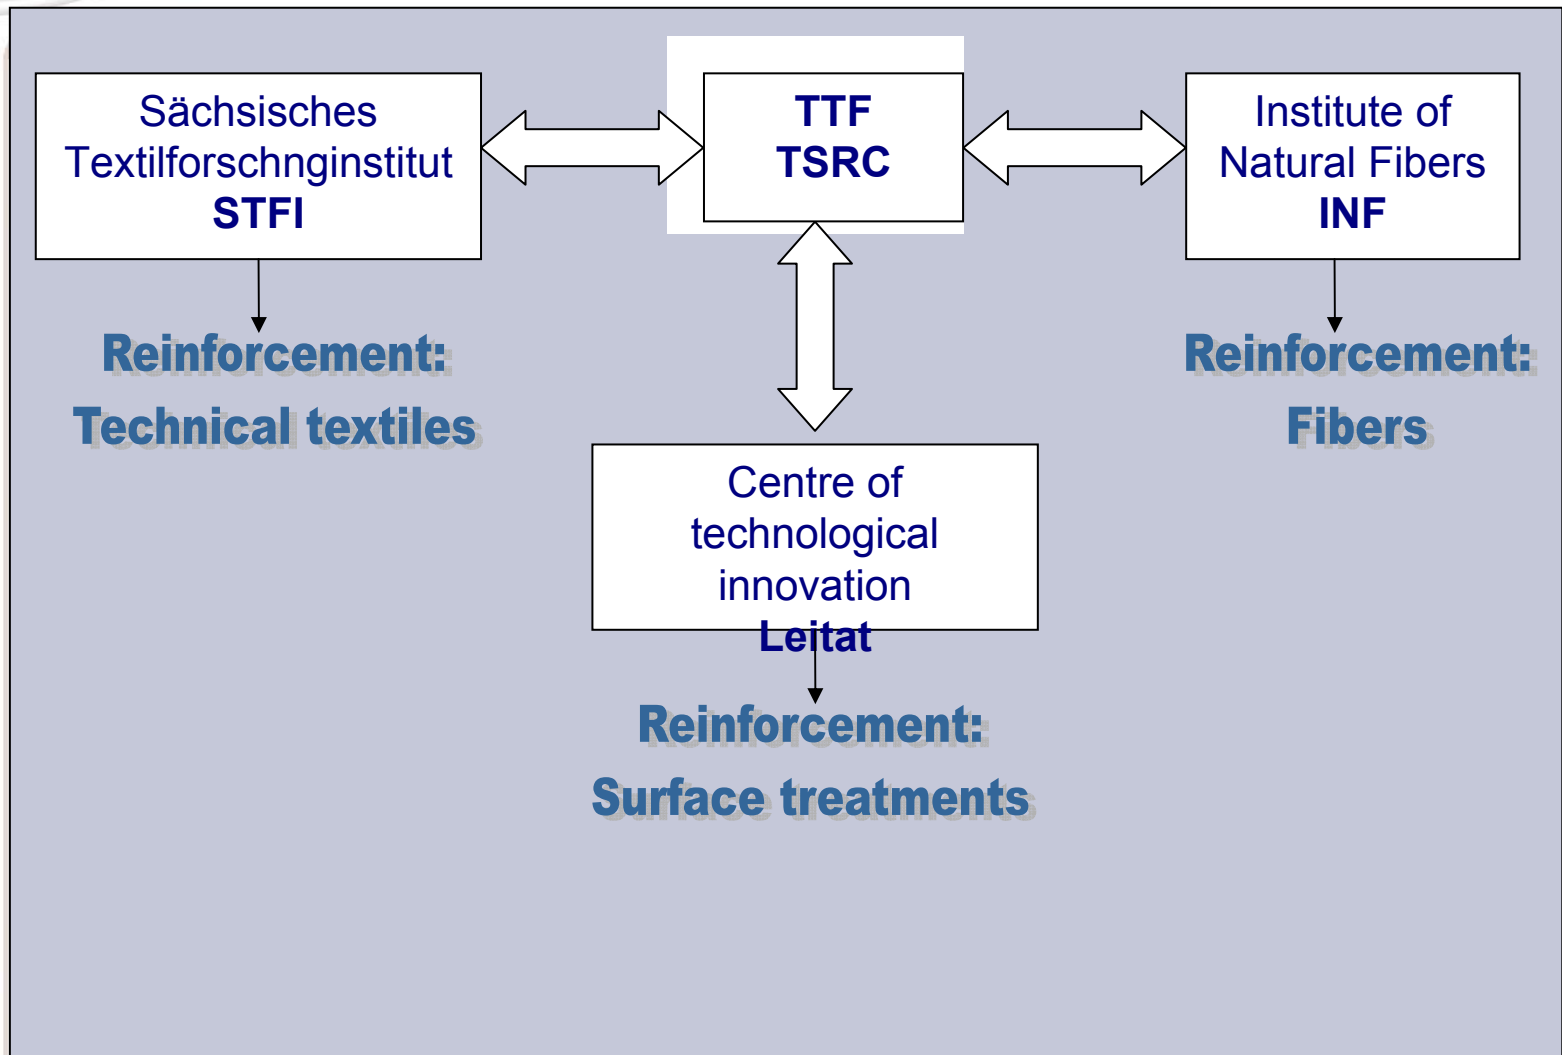 Sächsisches
Textilforschnginstitut
STFI
TTF
TSRC
Institute of
Natural Fibers
INF
Reinforcement:
Technical textiles
Reinforcement:
Fibers
Centre of
technological
innovation
Leitat
Reinforcement:
Surface treatments